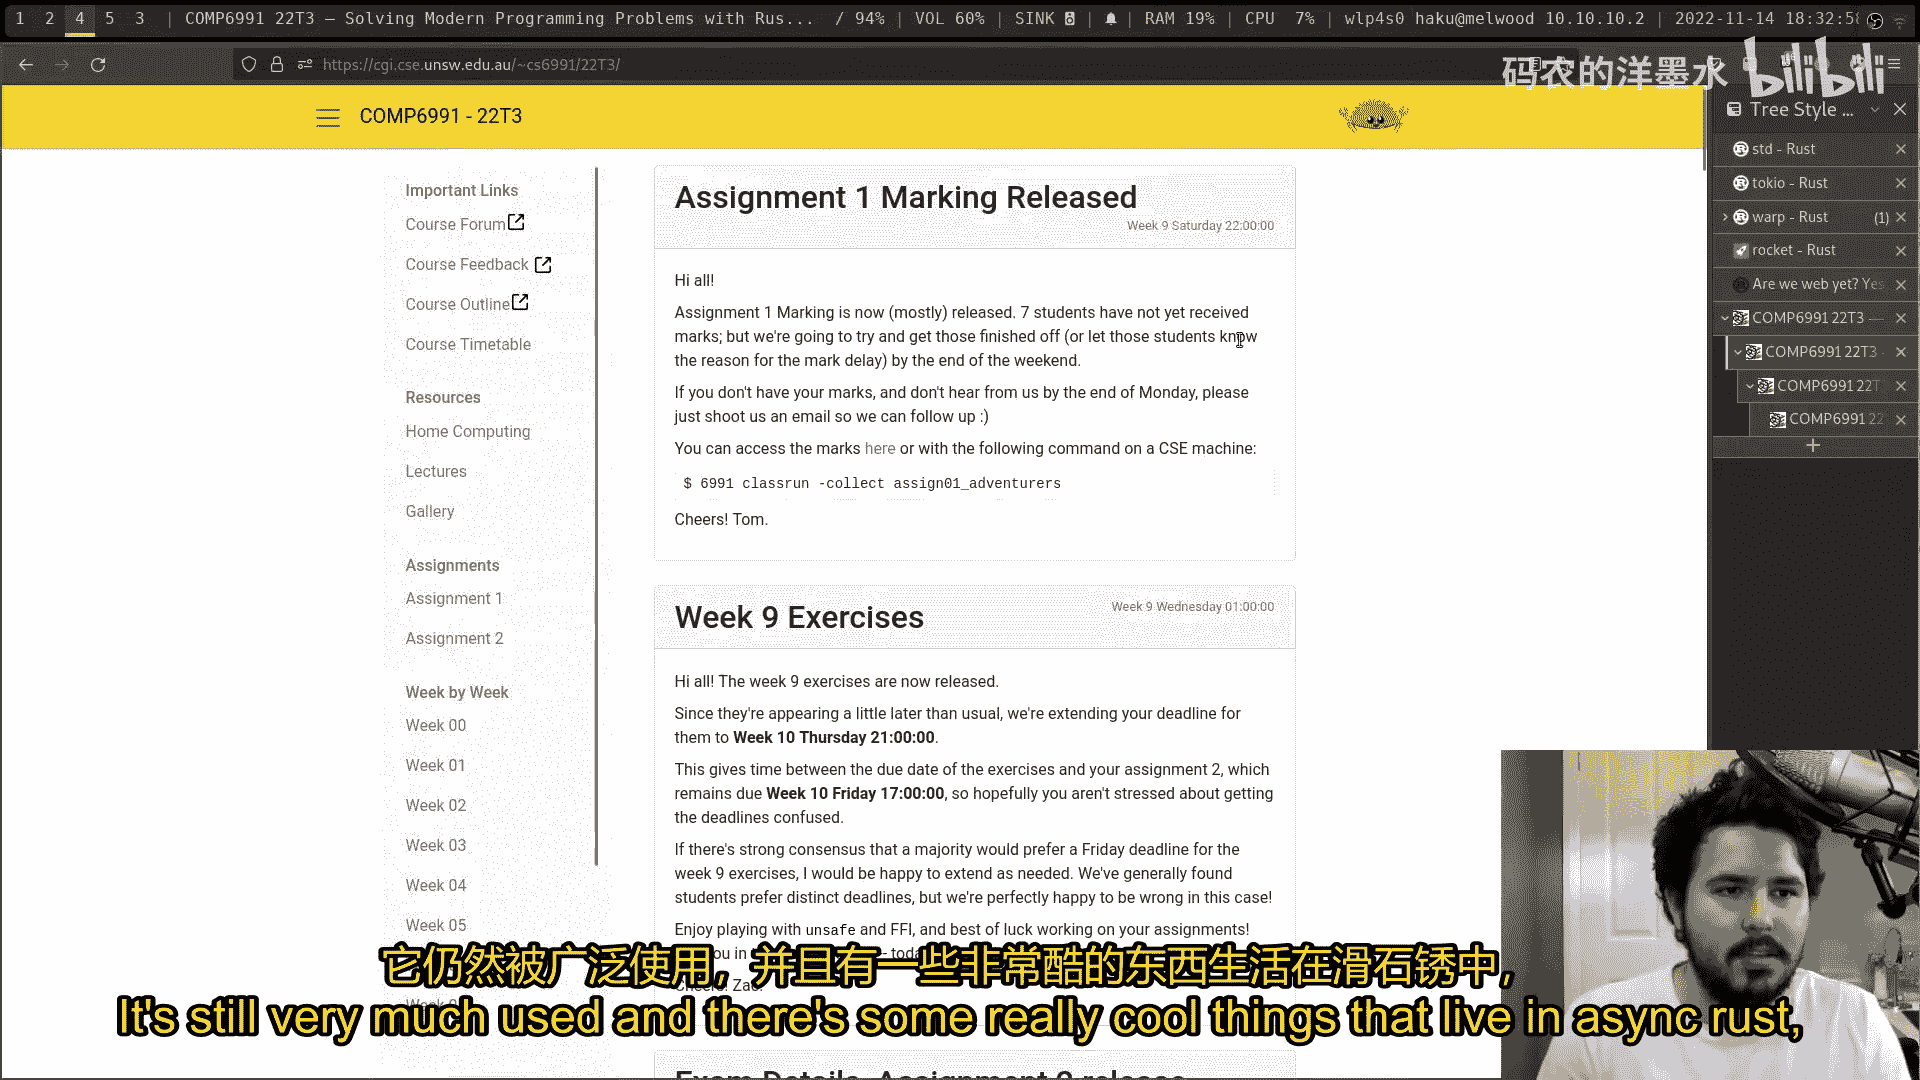 1 2 4 5 3 | COMP6991 22T3 — Solving Modern Programming Problems with Rus... / 94% | VOL 60% | SINK | RAM 19% | CPU 7% | wlp4s0 haku@melwood 10.10.10.2 | 2022-11-14 18:32:58
https://cgi.cse.unsw.edu.au/~cs6991/22T3/
码农的洋墨水 bilibili
COMP6991 - 22T3
Tree Style ...
std - Rust
tokio - Rust
warp - Rust (1)
rocket - Rust
Are we web yet? Yes
COMP6991 22T3 —
COMP6991 22T3 -
COMP6991 22T
COMP6991 22
Important Links
Course Forum
Course Feedback
Course Outline
Course Timetable
Resources
Home Computing
Lectures
Gallery
Assignments
Assignment 1
Assignment 2
Week by Week
Week 00
Week 01
Week 02
Week 03
Week 04
Week 05
Assignment 1 Marking Released
Week 9 Saturday 22:00:00
Hi all!
Assignment 1 Marking is now (mostly) released. 7 students have not yet received
marks; but we're going to try and get those finished off (or let those students know
the reason for the mark delay) by the end of the weekend.
If you don't have your marks, and don't hear from us by the end of Monday, please
just shoot us an email so we can follow up :)
You can access the marks here or with the following command on a CSE machine:
$ 6991 classrun -collect assign01_adventurers
Cheers! Tom.
Week 9 Exercises
Week 9 Wednesday 01:00:00
Hi all! The week 9 exercises are now released.
Since they're appearing a little later than usual, we're extending your deadline for
them to Week 10 Thursday 21:00:00.
This gives time between the due date of the exercises and your assignment 2, which
remains due Week 10 Friday 17:00:00, so hopefully you aren't stressed about getting
the deadlines confused.
If there's strong consensus that a majority would prefer a Friday deadline for the
week 9 exercises, I would be happy to extend as needed. We've generally found
students prefer distinct deadlines, but we're perfectly happy to be wrong in this case!
Enjoy playing with unsafe and FFI, and best of luck working on your assignments!
它仍然被广泛使用，并且有一些非常酷的东西生活在滑石锈中，
It's still very much used and there's some really cool things that live in async rust,